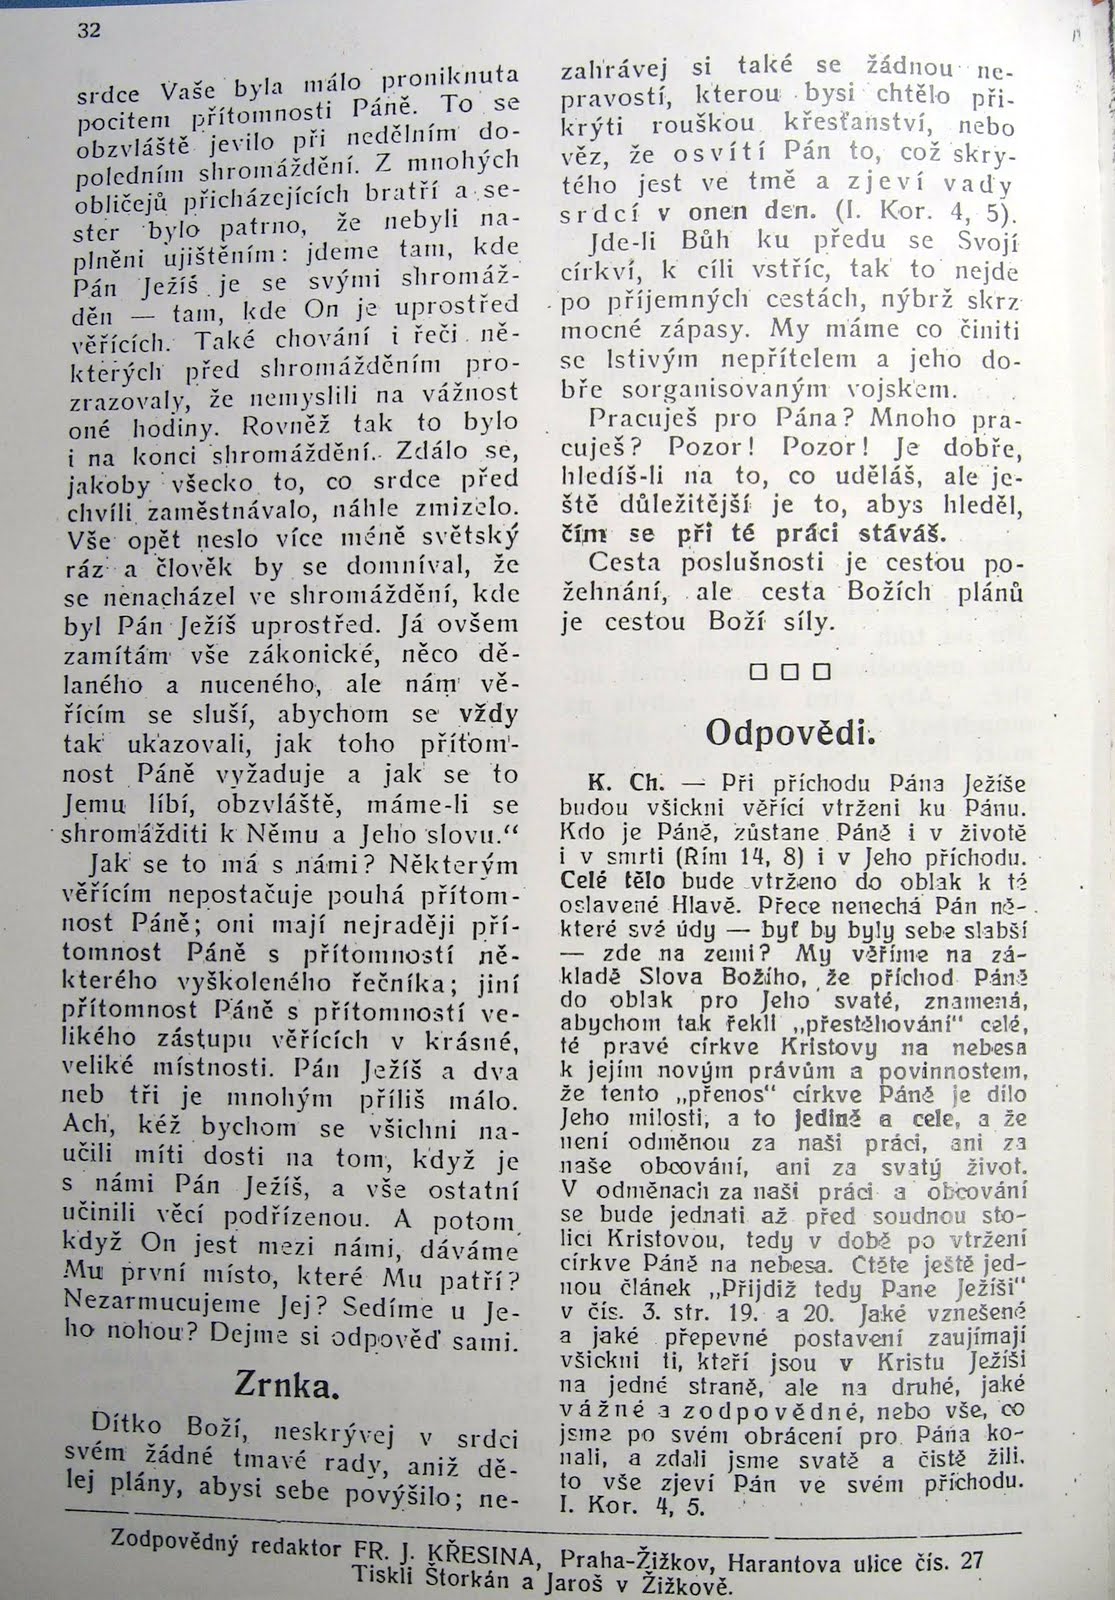 32
srdce Vaše byla málo proniknuta
pocitem přítomnosti Páně. To se
obzvláště jevilo při nedělním do-
poledním shromáždění. Z mnohých
obličejů přicházejících bratří a se-
ster bylo patrno, že nebyli na-
plněni ujištěním: jdeme tam, kde
Pán Ježíš je se svými shromáž-
děn — tam, kde On je uprostřed
věřících. Také chování i řeči ně-
kterých před shromážděním pro-
zrazovaly, že nemyslili na vážnost
oné hodiny. Rovněž tak to bylo
i na konci shromáždění. Zdálo se,
jakoby všecko to, co srdce před
chvílí zaměstnávalo, náhle zmizelo.
Vše opět neslo více méně světský
ráz a člověk by se domníval, že
se nenacházel ve shromáždění, kde
byl Pán Ježíš uprostřed. Já ovšem
zamítám vše zákonické, něco dě-
laného a nuceného, ale nám vě-
řícím se sluší, abychom se vždy
tak ukazovali, jak toho přítom-
nost Páně vyžaduje a jak se to
Jemu líbí, obzvláště, máme-li se
shromážditi k Němu a Jeho slovu.“
Jak se to má s námi? Některým
věřícím nepostačuje pouhá přítom-
nost Páně; oni mají nejraději pří-
tomnost Páně s přítomností ně-
kterého vyškoleného řečníka; jiní
přítomnost Páně s přítomností ve-
likého zástupu věřících v krásné,
veliké místnosti. Pán Ježíš a dva
neb tři je mnohým příliš málo.
Ach, kéž bychom se všichni na-
učili míti dosti na tom, když je
s námi Pán Ježíš, a vše ostatní
učinili věcí podřízenou. A potom
když On jest mezi námi, dáváme
Mu první místo, které Mu patří?
Nezarmucujeme Jej? Sedíme u Je-
ho nohou? Dejme si odpověď sami.
Zrnka.
Dítko Boží, neskrývej v srdci
svém žádné tmavé rady, aniž dě-
lej plány, abysi sebe povýšilo; ne-
zahrávej si také se žádnou ne-
pravostí, kterou bysi chtělo při-
krýti rouškou křesťanství, nebo
věz, že osvítí Pán to, což skry-
tého jest ve tmě a zjeví vady
srdcí v onen den. (I. Kor. 4, 5).
Jde-li Bůh ku předu se Svojí
církví, k cíli vstříc, tak to nejde
po příjemných cestách, nýbrž skrz
mocné zápasy. My máme co činiti
se lstivým nepřítelem a jeho do-
bře sorganisovaným vojskem.
Pracuješ pro Pána? Mnoho pra-
cuješ? Pozor! Pozor! Je dobře,
hledíš-li na to, co uděláš, ale je-
ště důležitější je to, abys hleděl,
čím se při té práci stáváš.
Cesta poslušnosti je cestou po-
žehnání, ale cesta Božích plánů
je cestou Boží síly.
Odpovědi.
K. Ch. — Při příchodu Pána Ježíše
budou všickni věřící vtrženi ku Pánu.
Kdo je Páně, zůstane Páně i v životě
i v smrti (Řím 14, 8) i v Jeho příchodu.
Celé tělo bude vtrženo do oblak k té
oslavené Hlavě. Přece nenechá Pán ně-
které své údy — byť by byly sebe slabší
— zde na zemi? My věříme na zá-
kladě Slova Božího, že příchod Páně
do oblak pro Jeho svaté, znamená,
abychom tak řekli „přestěhování“ celé,
té pravé církve Kristovy na nebesa
k jejím novým právům a povinnostem,
že tento „přenos“ církve Páně je dílo
Jeho milosti, a to jedině a cele, a že
není odměnou za naši práci, ani za
naše obcování, ani za svatý život.
V odměnách za naši práci a obcování
se bude jednati až před soudnou sto-
licí Kristovou, tedy v době po vtržení
církve Páně na nebesa. Čtěte ještě jed-
nou článek „Přijdiž tedy Pane Ježíši“
v čís. 3. str. 19. a 20. Jaké vznešené
a jaké přepevné postavení zaujímají
všickni ti, kteří jsou v Kristu Ježíši
na jedné straně, ale na druhé, jaké
vážné a zodpovědné, nebo vše, co
jsme po svém obrácení pro Pána ko-
nali, a zdali jsme svatě a čistě žili,
to vše zjeví Pán ve svém příchodu.
I. Kor. 4, 5.
Zodpovědný redaktor FR. J. KŘESINA, Praha-Žižkov, Harantova ulice čís. 27
Tiskli Štorkán a Jaroš v Žižkově.